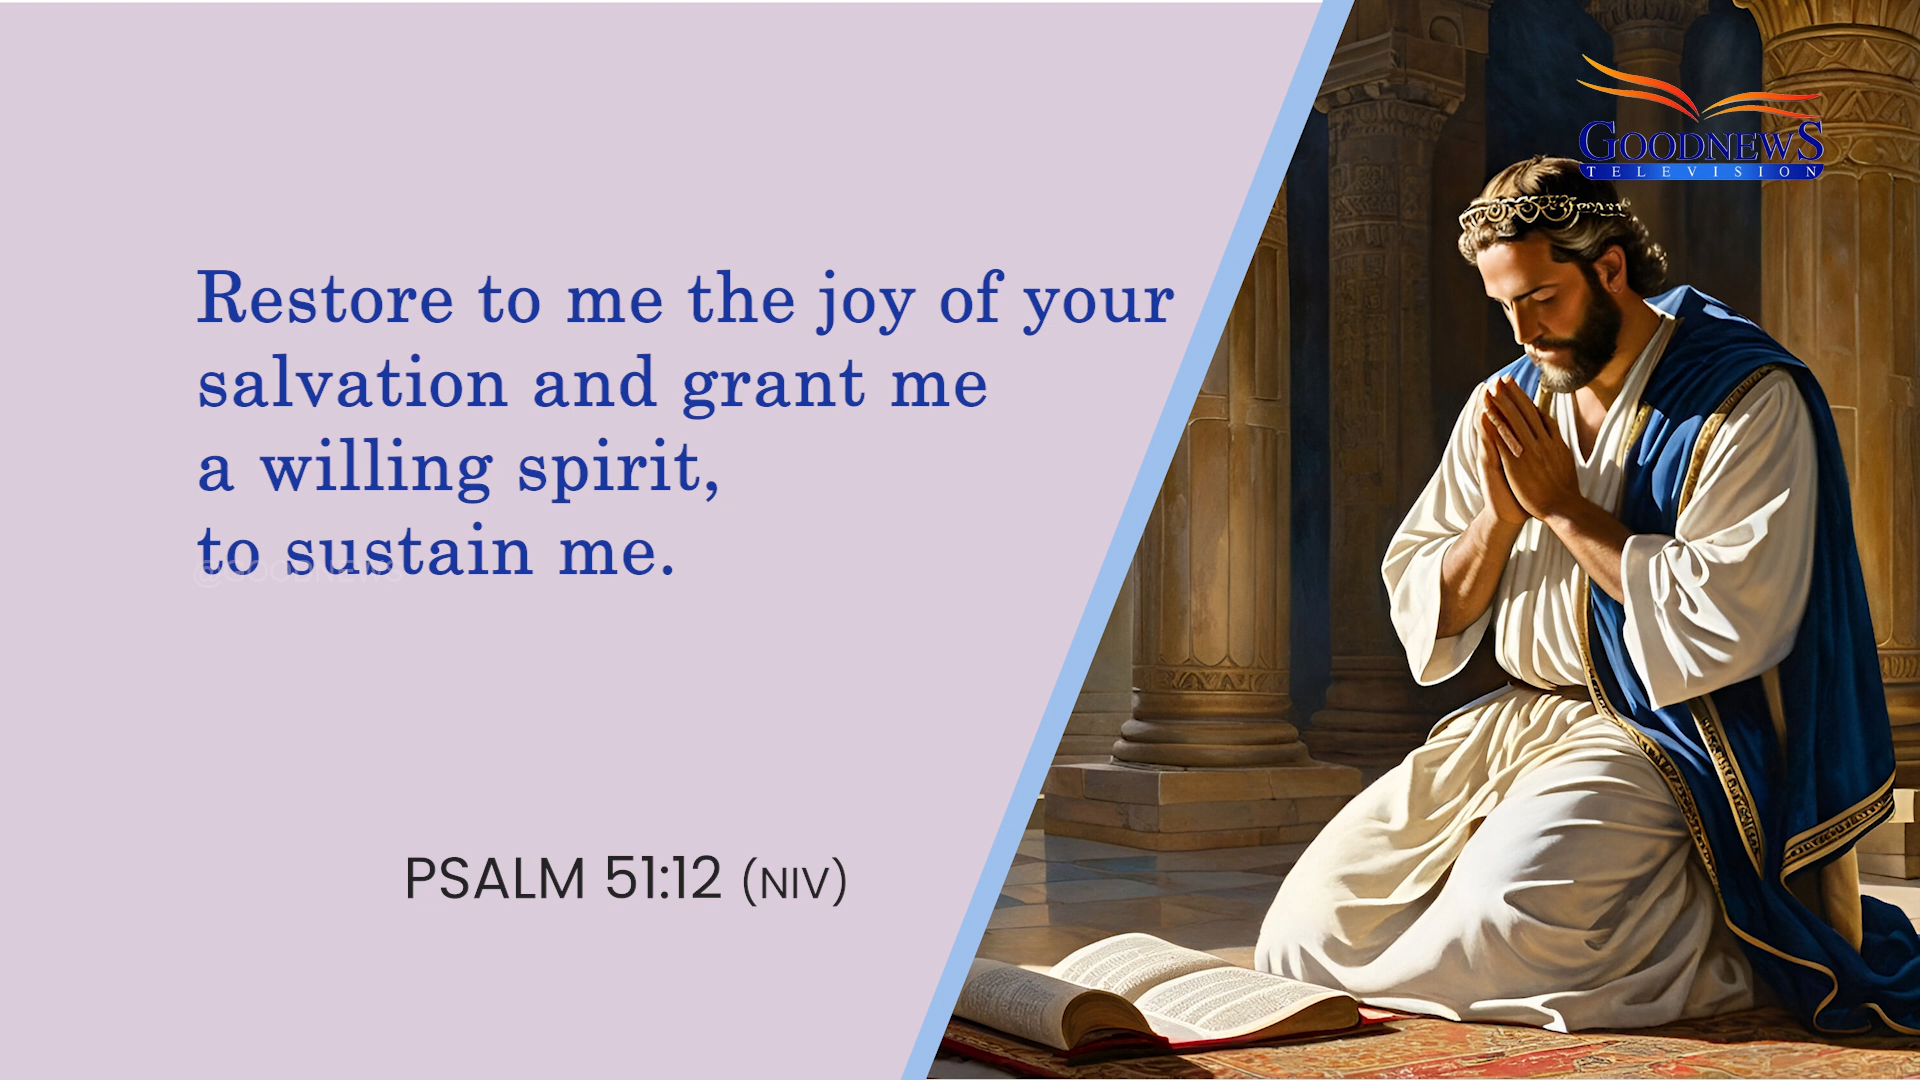 GOODNEWS
TELEVISION
Restore to me the joy of your
salvation and grant me
a willing spirit,
to sustain me.
@GOODNEWS
PSALM 51:12 (NIV)